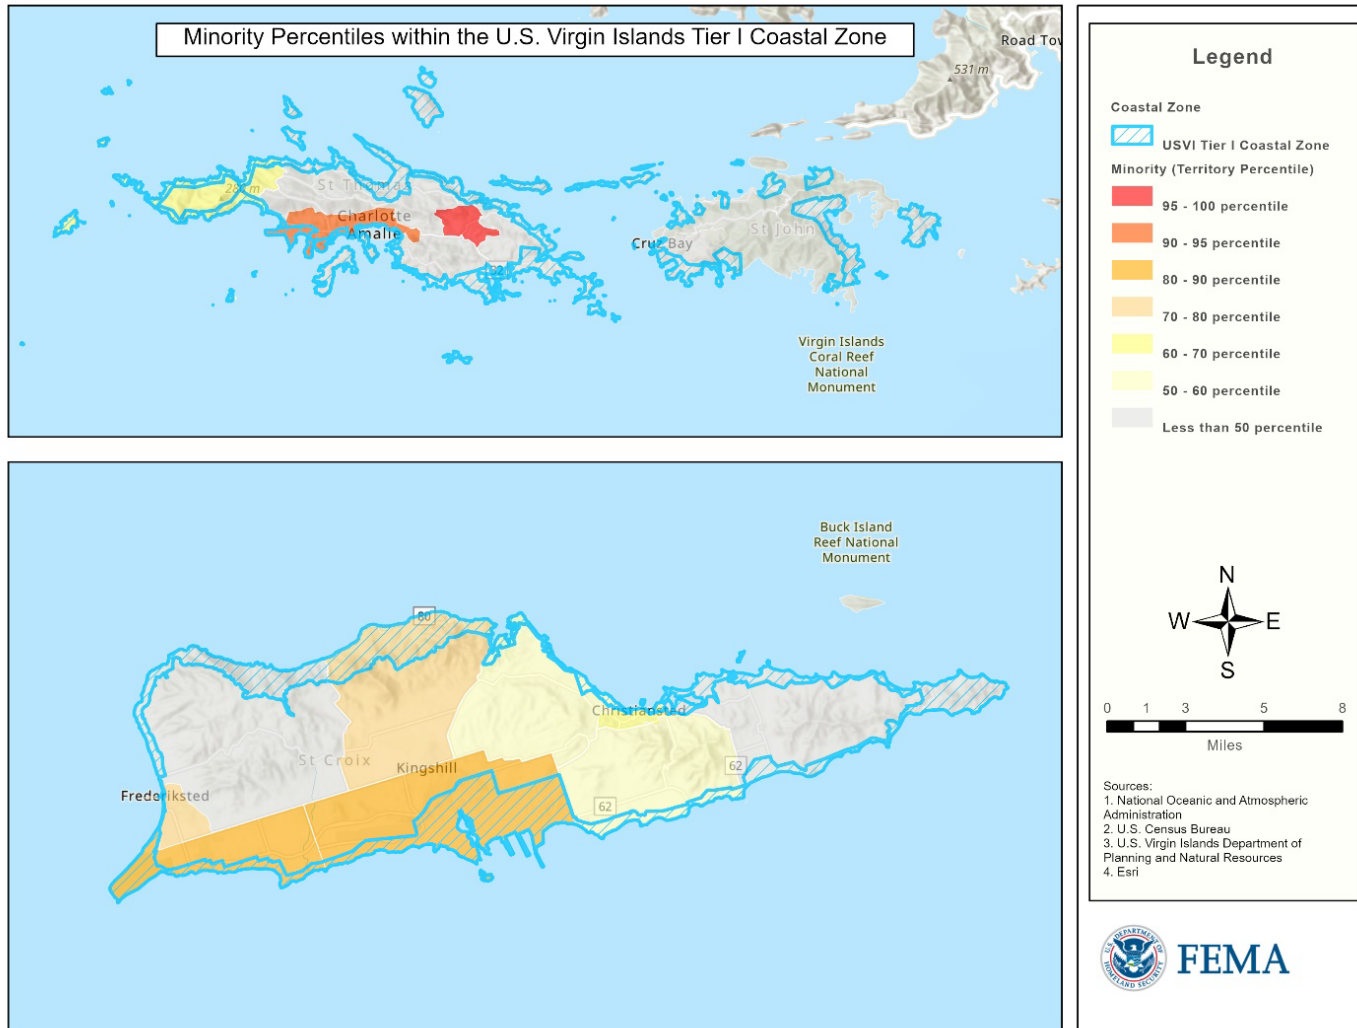 Minority Percentiles within the U.S. Virgin Islands Tier I Coastal Zone
Road Tow
531 m
St Thomas
Charlotte
Amalie
Cruz Bay
St John
Virgin Islands
Coral Reef
National
Monument
Buck Island
Reef National
Monument
80
Christiansted
St Croix
Kingshill
62
Frederiksted
62
Legend
Coastal Zone
USVI Tier I Coastal Zone
Minority (Territory Percentile)
95 - 100 percentile
90 - 95 percentile
80 - 90 percentile
70 - 80 percentile
60 - 70 percentile
50 - 60 percentile
Less than 50 percentile
N
W E
S
0 1 3 5 8
Miles
Sources:
1. National Oceanic and Atmospheric
Administration
2. U.S. Census Bureau
3. U.S. Virgin Islands Department of
Planning and Natural Resources
4. Esri
U.S. DEPARTMENT OF
HOMELAND SECURITY
FEMA